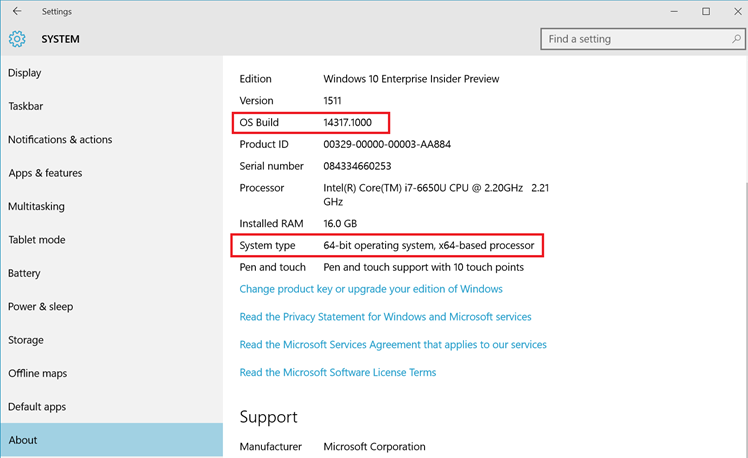 Settings
SYSTEM
Find a setting
Display
Taskbar
Notifications & actions
Apps & features
Multitasking
Tablet mode
Battery
Power & sleep
Storage
Offline maps
Default apps
About
Edition Windows 10 Enterprise Insider Preview
Version 1511
OS Build 14317.1000
Product ID 00329-00000-00003-AA884
Serial number 084334660253
Processor Intel(R) Core(TM) i7-6650U CPU @ 2.20GHz 2.21
GHz
Installed RAM 16.0 GB
System type 64-bit operating system, x64-based processor
Pen and touch Pen and touch support with 10 touch points
Change product key or upgrade your edition of Windows
Read the Privacy Statement for Windows and Microsoft services
Read the Microsoft Services Agreement that applies to our services
Read the Microsoft Software License Terms
Support
Manufacturer Microsoft Corporation